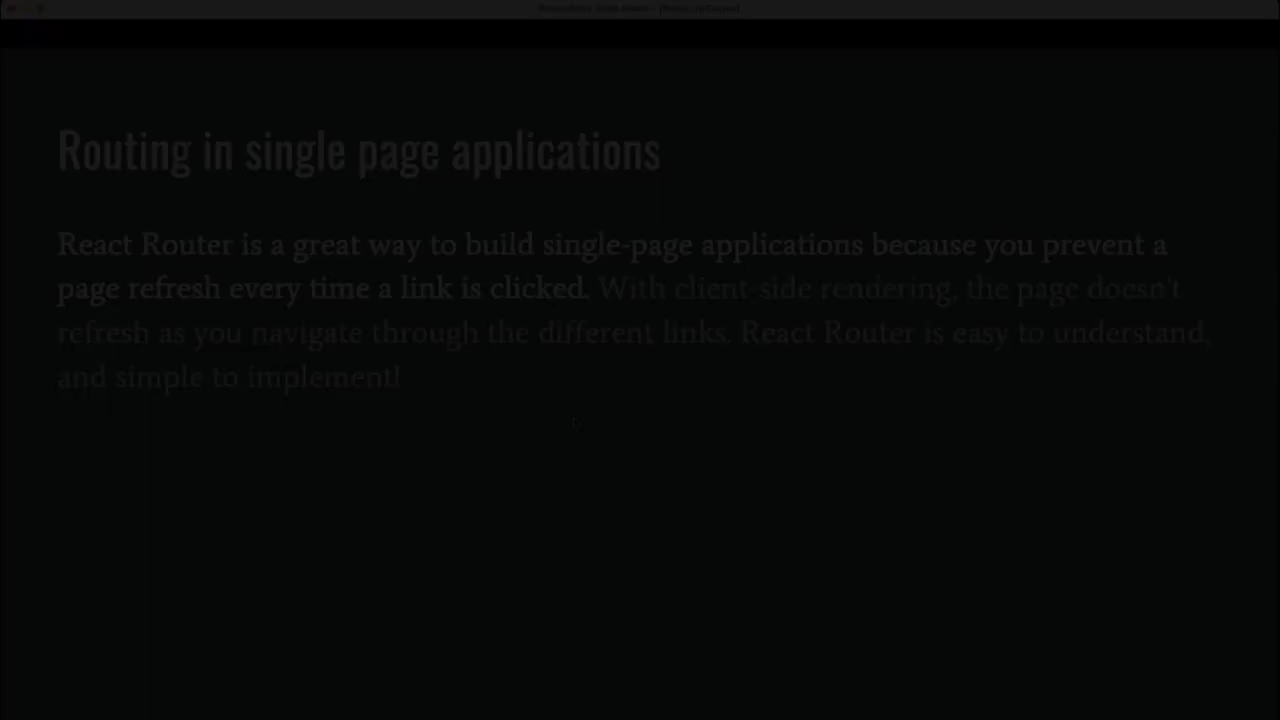 Routing in single page applications
React Router is a great way to build single-page applications because you prevent a
page refresh every time a link is clicked. With client-side rendering, the page doesn't
refresh as you navigate through the different links. React Router is easy to understand,
and simple to implement!